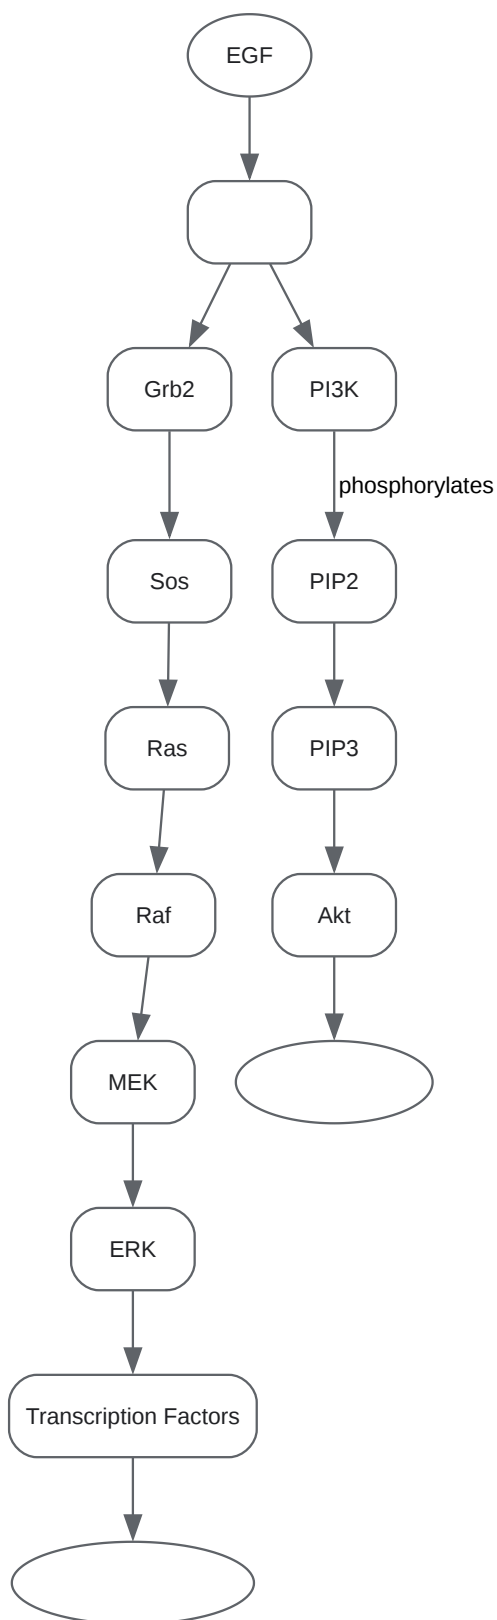 EGF
Grb2
PI3K
phosphorylates
Sos
PIP2
Ras
PIP3
Raf
Akt
MEK
ERK
Transcription Factors